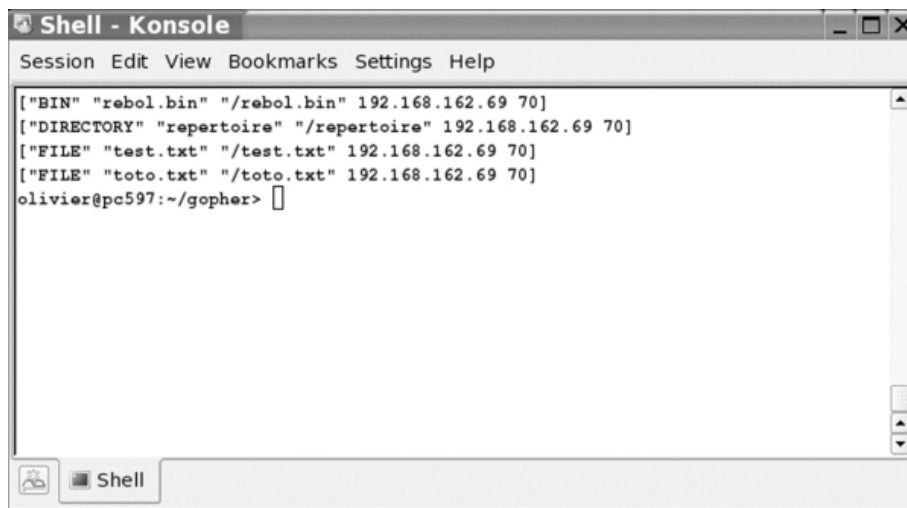 Shell - Konsole
Session Edit View Bookmarks Settings Help
["BIN" "rebol.bin" "/rebol.bin" 192.168.162.69 70]
["DIRECTORY" "repertoire" "/repertoire" 192.168.162.69 70]
["FILE" "test.txt" "/test.txt" 192.168.162.69 70]
["FILE" "toto.txt" "/toto.txt" 192.168.162.69 70]
olivier@pc597:~/gopher>
Shell